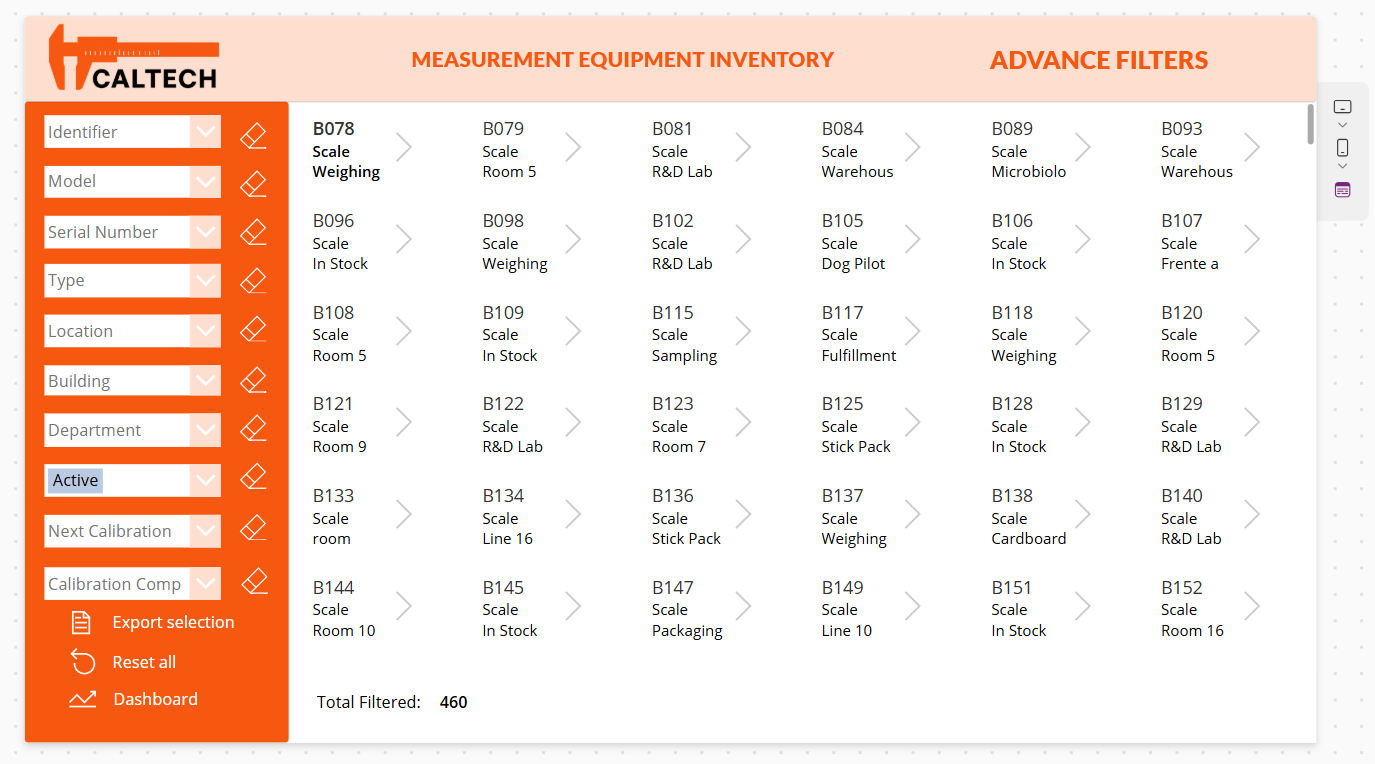 CALTECH
MEASUREMENT EQUIPMENT INVENTORY
ADVANCE FILTERS
Identifier
Model
Serial Number
Type
Location
Building
Department
Active
Next Calibration
Calibration Comp
Export selection
Reset all
Dashboard
B078
Scale
Weighing
B079
Scale
Room 5
B081
Scale
R&D Lab
B084
Scale
Warehous
B089
Scale
Microbiolo
B093
Scale
Warehous
B096
Scale
In Stock
B098
Scale
Weighing
B102
Scale
R&D Lab
B105
Scale
Dog Pilot
B106
Scale
In Stock
B107
Scale
Frente a
B108
Scale
Room 5
B109
Scale
In Stock
B115
Scale
Sampling
B117
Scale
Fulfillment
B118
Scale
Weighing
B120
Scale
Room 5
B121
Scale
Room 9
B122
Scale
R&D Lab
B123
Scale
Room 7
B125
Scale
Stick Pack
B128
Scale
In Stock
B129
Scale
R&D Lab
B133
Scale
room
B134
Scale
Line 16
B136
Scale
Stick Pack
B137
Scale
Weighing
B138
Scale
Cardboard
B140
Scale
R&D Lab
B144
Scale
Room 10
B145
Scale
In Stock
B147
Scale
Packaging
B149
Scale
Line 10
B151
Scale
In Stock
B152
Scale
Room 16
Total Filtered: 460